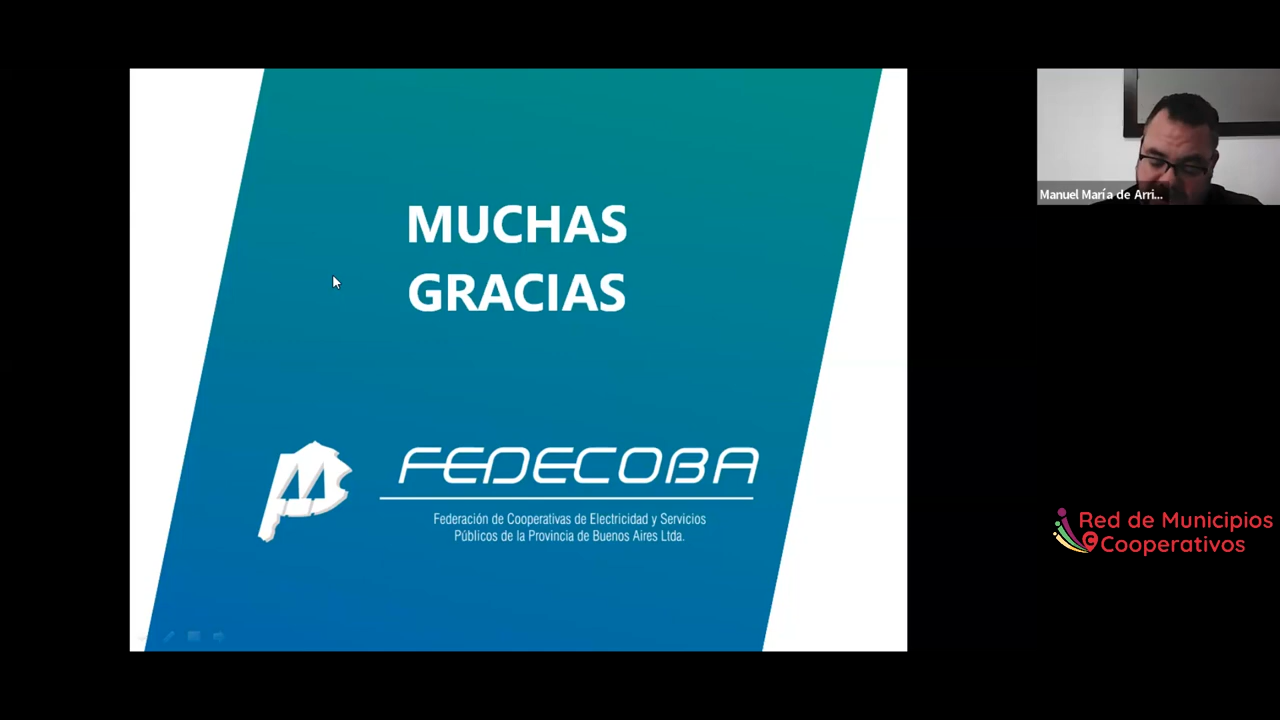 MUCHAS
GRACIAS
FEDECOBA
Federación de Cooperativas de Electricidad y Servicios
Públicos de la Provincia de Buenos Aires Ltda.
Manuel María de Arri...
Red de Municipios
Cooperativos